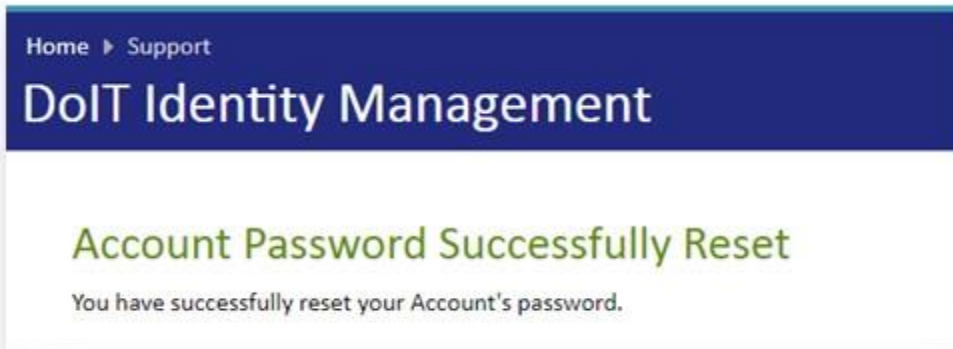 Home ▶ Support
DoIT Identity Management
Account Password Successfully Reset
You have successfully reset your Account's password.